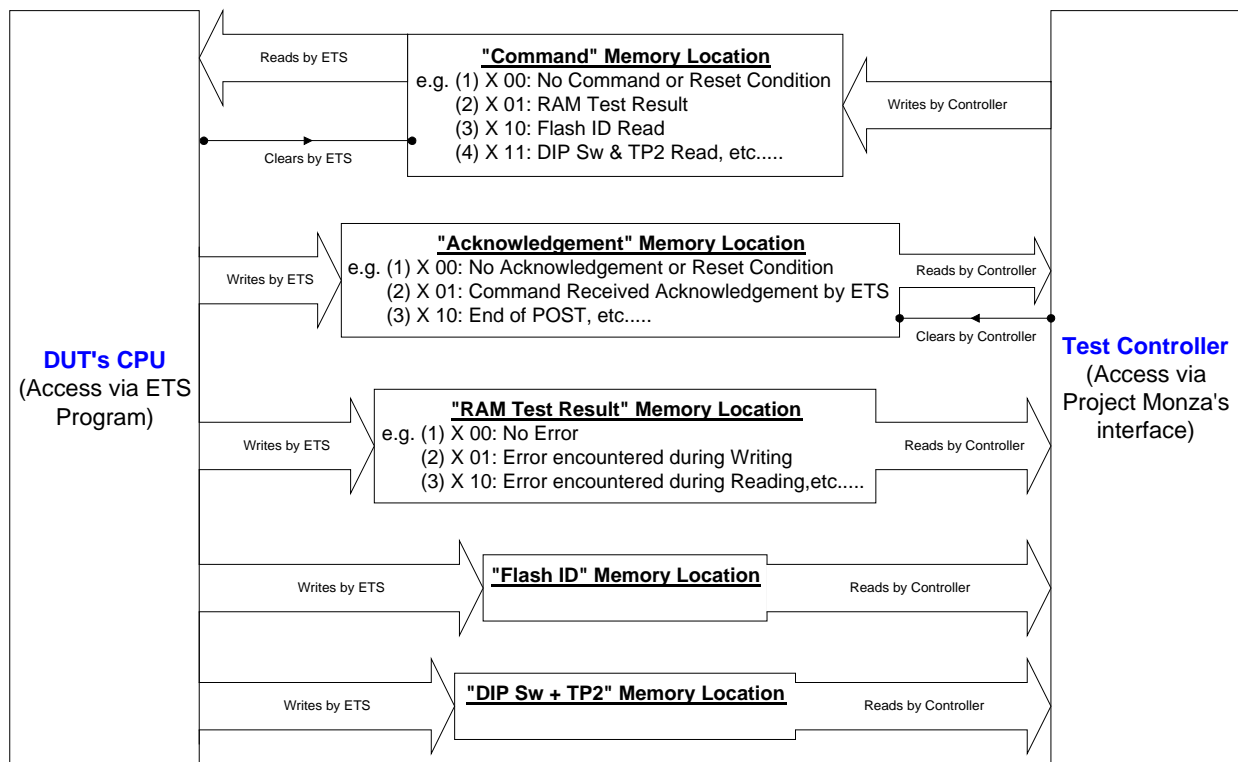 Reads by ETS
"Command" Memory Location
e.g. (1) X 00: No Command or Reset Condition
(2) X 01: RAM Test Result
(3) X 10: Flash ID Read
(4) X 11: DIP Sw & TP2 Read, etc.....
Writes by Controller
Clears by ETS
"Acknowledgement" Memory Location
e.g. (1) X 00: No Acknowledgement or Reset Condition
(2) X 01: Command Received Acknowledgement by ETS
(3) X 10: End of POST, etc.....
Writes by ETS
Reads by Controller
Clears by Controller
DUT's CPU
(Access via ETS
Program)
Test Controller
(Access via
Project Monza's
interface)
"RAM Test Result" Memory Location
e.g. (1) X 00: No Error
(2) X 01: Error encountered during Writing
(3) X 10: Error encountered during Reading,etc.....
Writes by ETS
Reads by Controller
Writes by ETS
"Flash ID" Memory Location
Reads by Controller
Writes by ETS
"DIP Sw + TP2" Memory Location
Reads by Controller